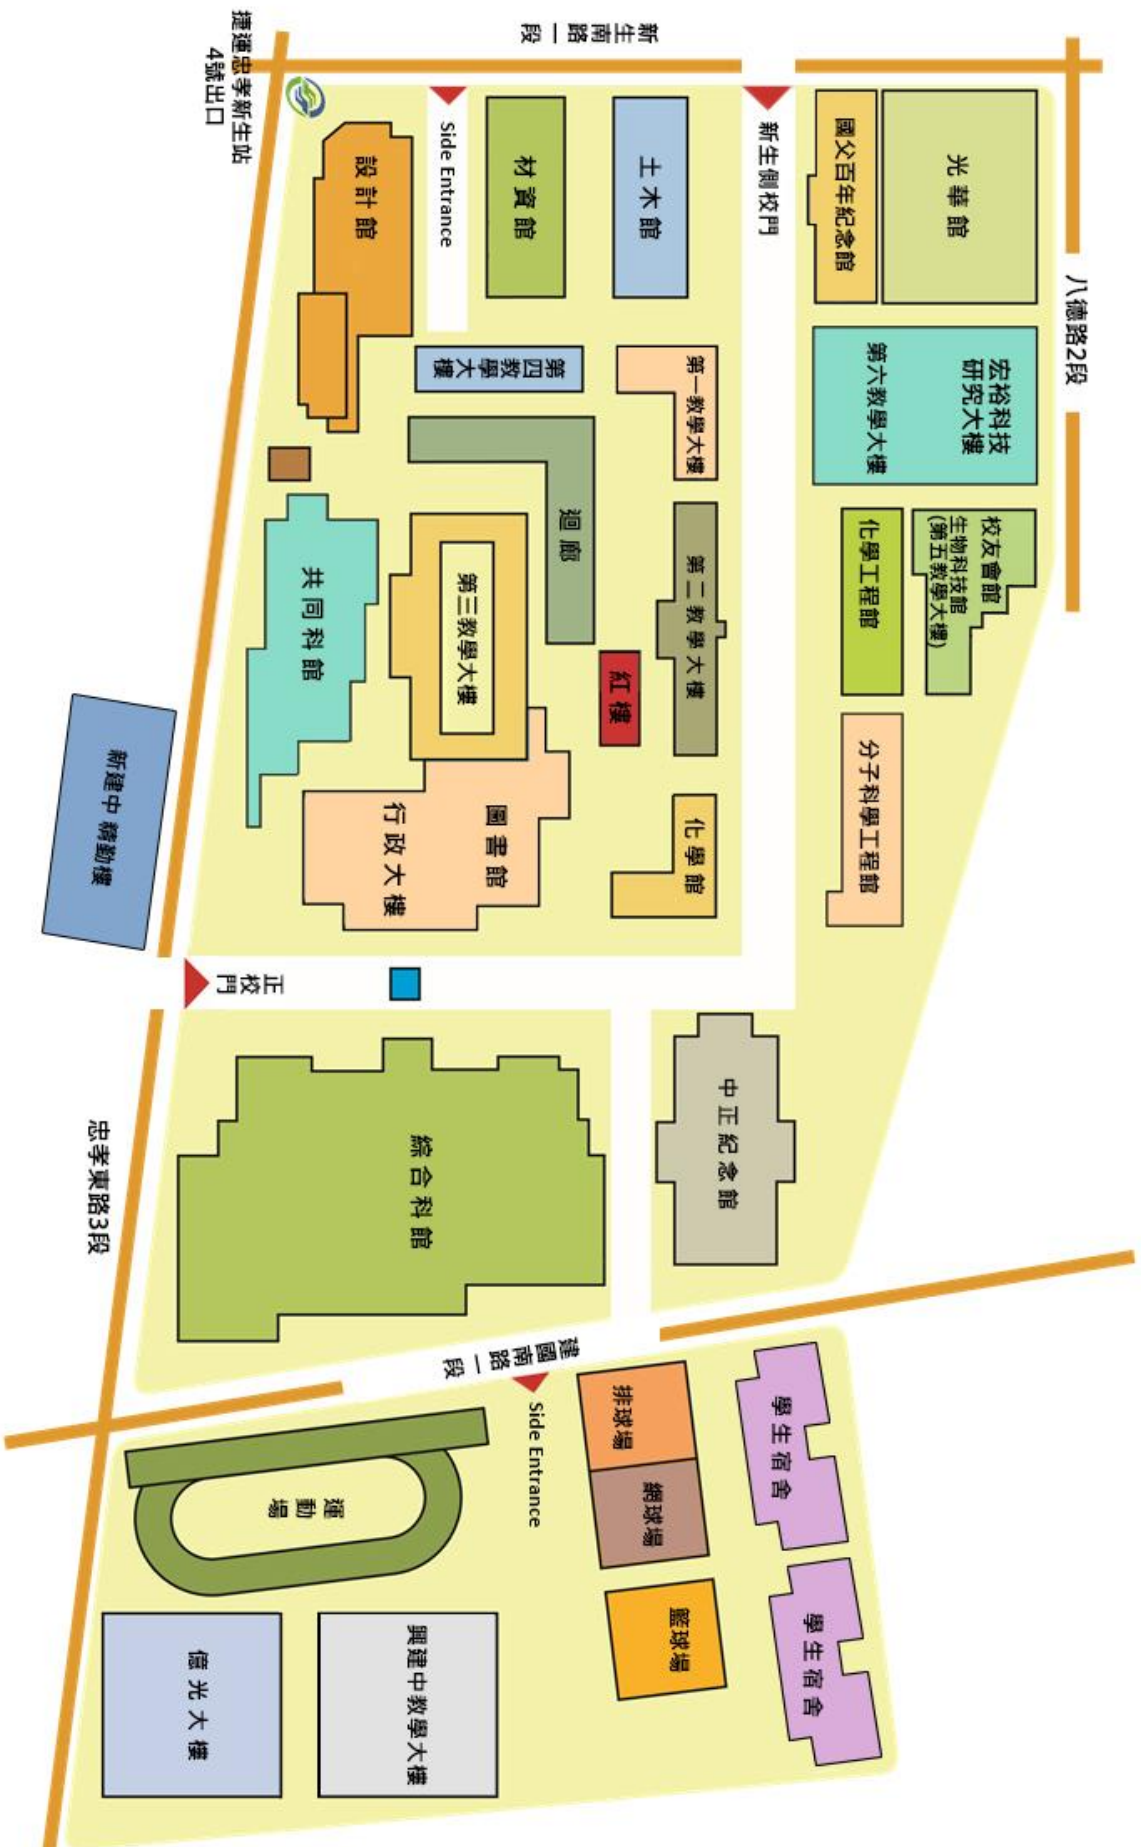 八德路2段
光華館
宏裕科技
研究大樓
第六教學大樓
校友會館
生物科技館
(第五教學大樓)
國父百年紀念館
化學工程館
分子科學工程館
學生宿舍
學生宿舍
新生側校門
中正紀念館
新生南路一段
土木館
第一教學大樓
第二教學大樓
化學館
籃球場
網球場
排球場
紅樓
材資館
第四教學大樓
迴廊
圖書館
行政大樓
建國南路一段
Side Entrance
Side Entrance
第三教學大樓
綜合科館
興建中教學大樓
設計館
共同科館
運動場
正校門
捷運忠孝新生站
4號出口
億光大樓
新建中精勤樓
忠孝東路3段